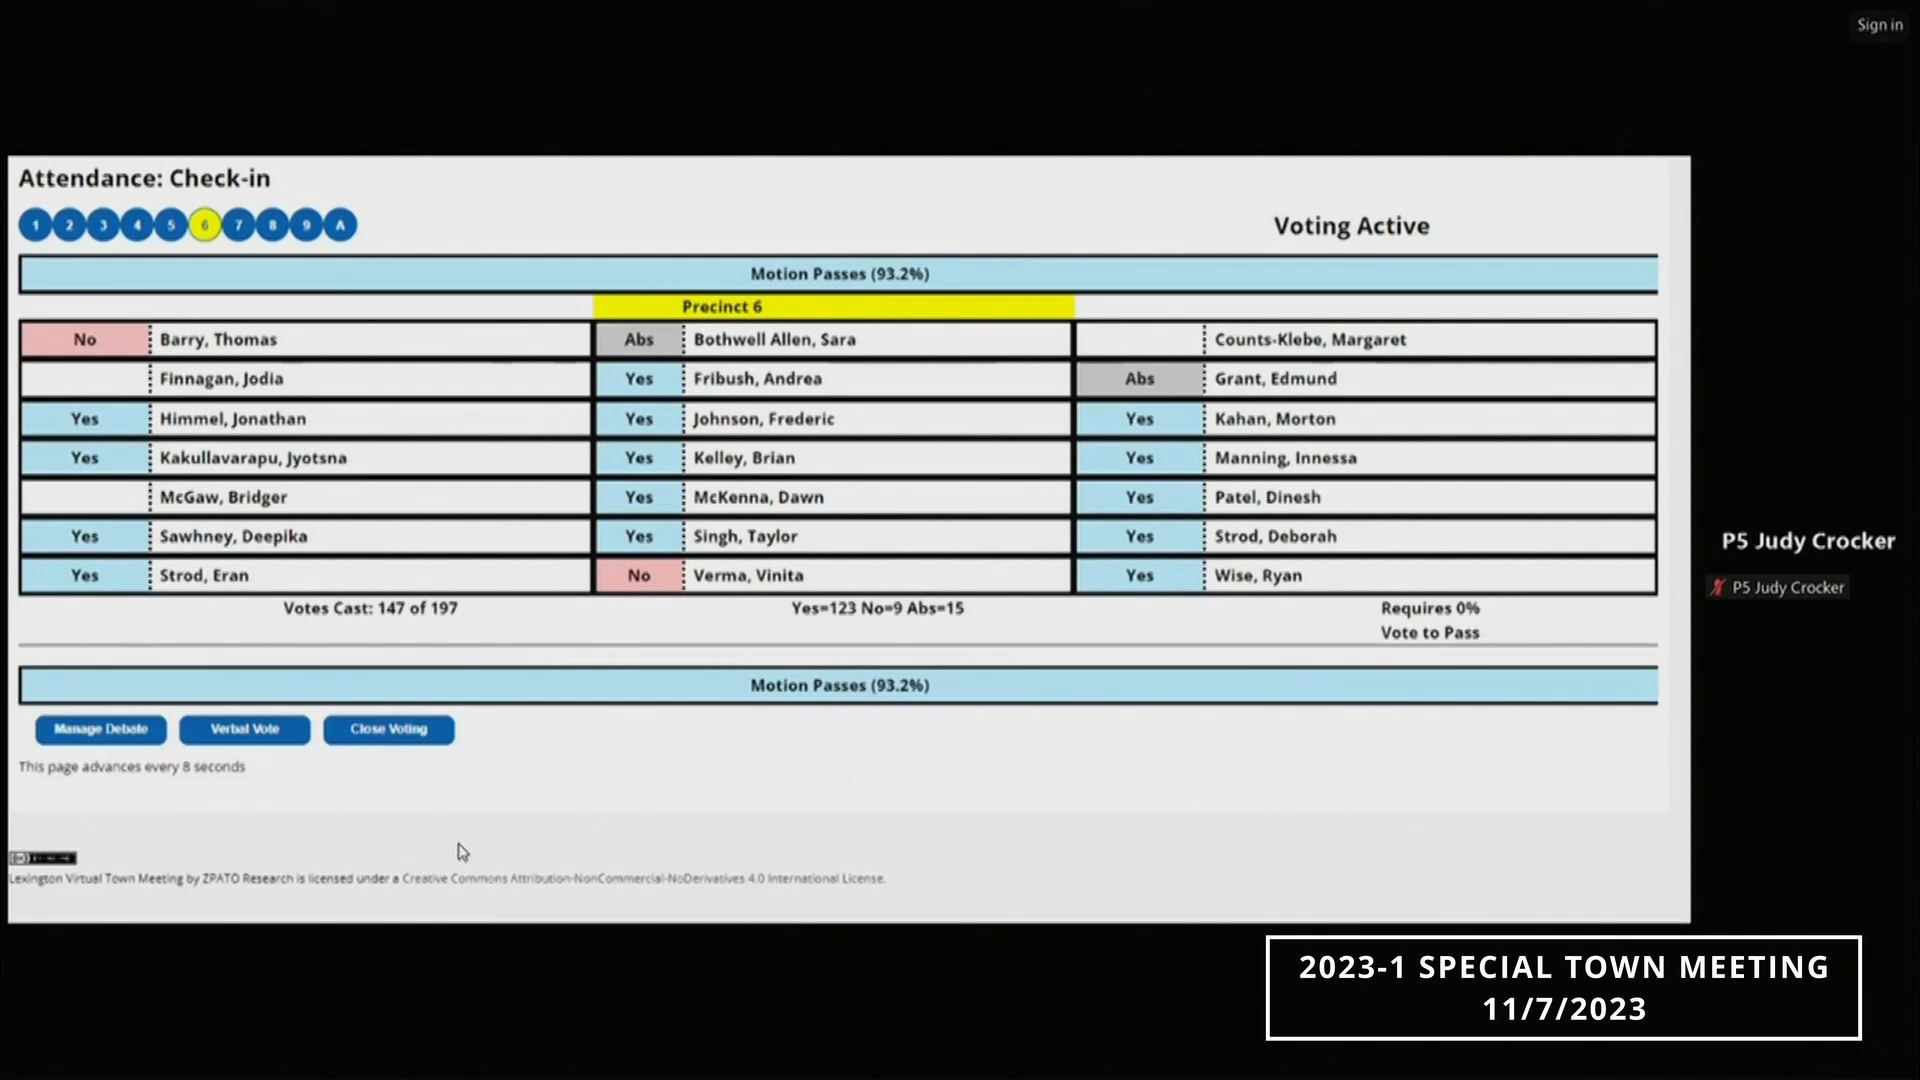 Sign in
Attendance: Check-in
1 2 3 4 5 6 7 8 9 A
Voting Active
Motion Passes (93.2%)
Precinct 6
No Barry, Thomas Abs Bothwell Allen, Sara Counts-Klebe, Margaret
Finnagan, Jodia Yes Fribush, Andrea Abs Grant, Edmund
Yes Himmel, Jonathan Yes Johnson, Frederic Yes Kahan, Morton
Yes Kakullavarapu, Jyotsna Yes Kelley, Brian Yes Manning, Innessa
McGaw, Bridger Yes McKenna, Dawn Yes Patel, Dinesh
Yes Sawhney, Deepika Yes Singh, Taylor Yes Strod, Deborah
Yes Strod, Eran No Verma, Vinita Yes Wise, Ryan
Votes Cast: 147 of 197 Yes=123 No=9 Abs=15 Requires 0%
Vote to Pass
Motion Passes (93.2%)
Manage Debate Verbal Vote Close Voting
This page advances every 8 seconds
Lexington Virtual Town Meeting by ZPATO Research is licensed under a Creative Commons Attribution-NonCommercial-NoDerivatives 4.0 International License.
P5 Judy Crocker
P5 Judy Crocker
2023-1 SPECIAL TOWN MEETING
11/7/2023